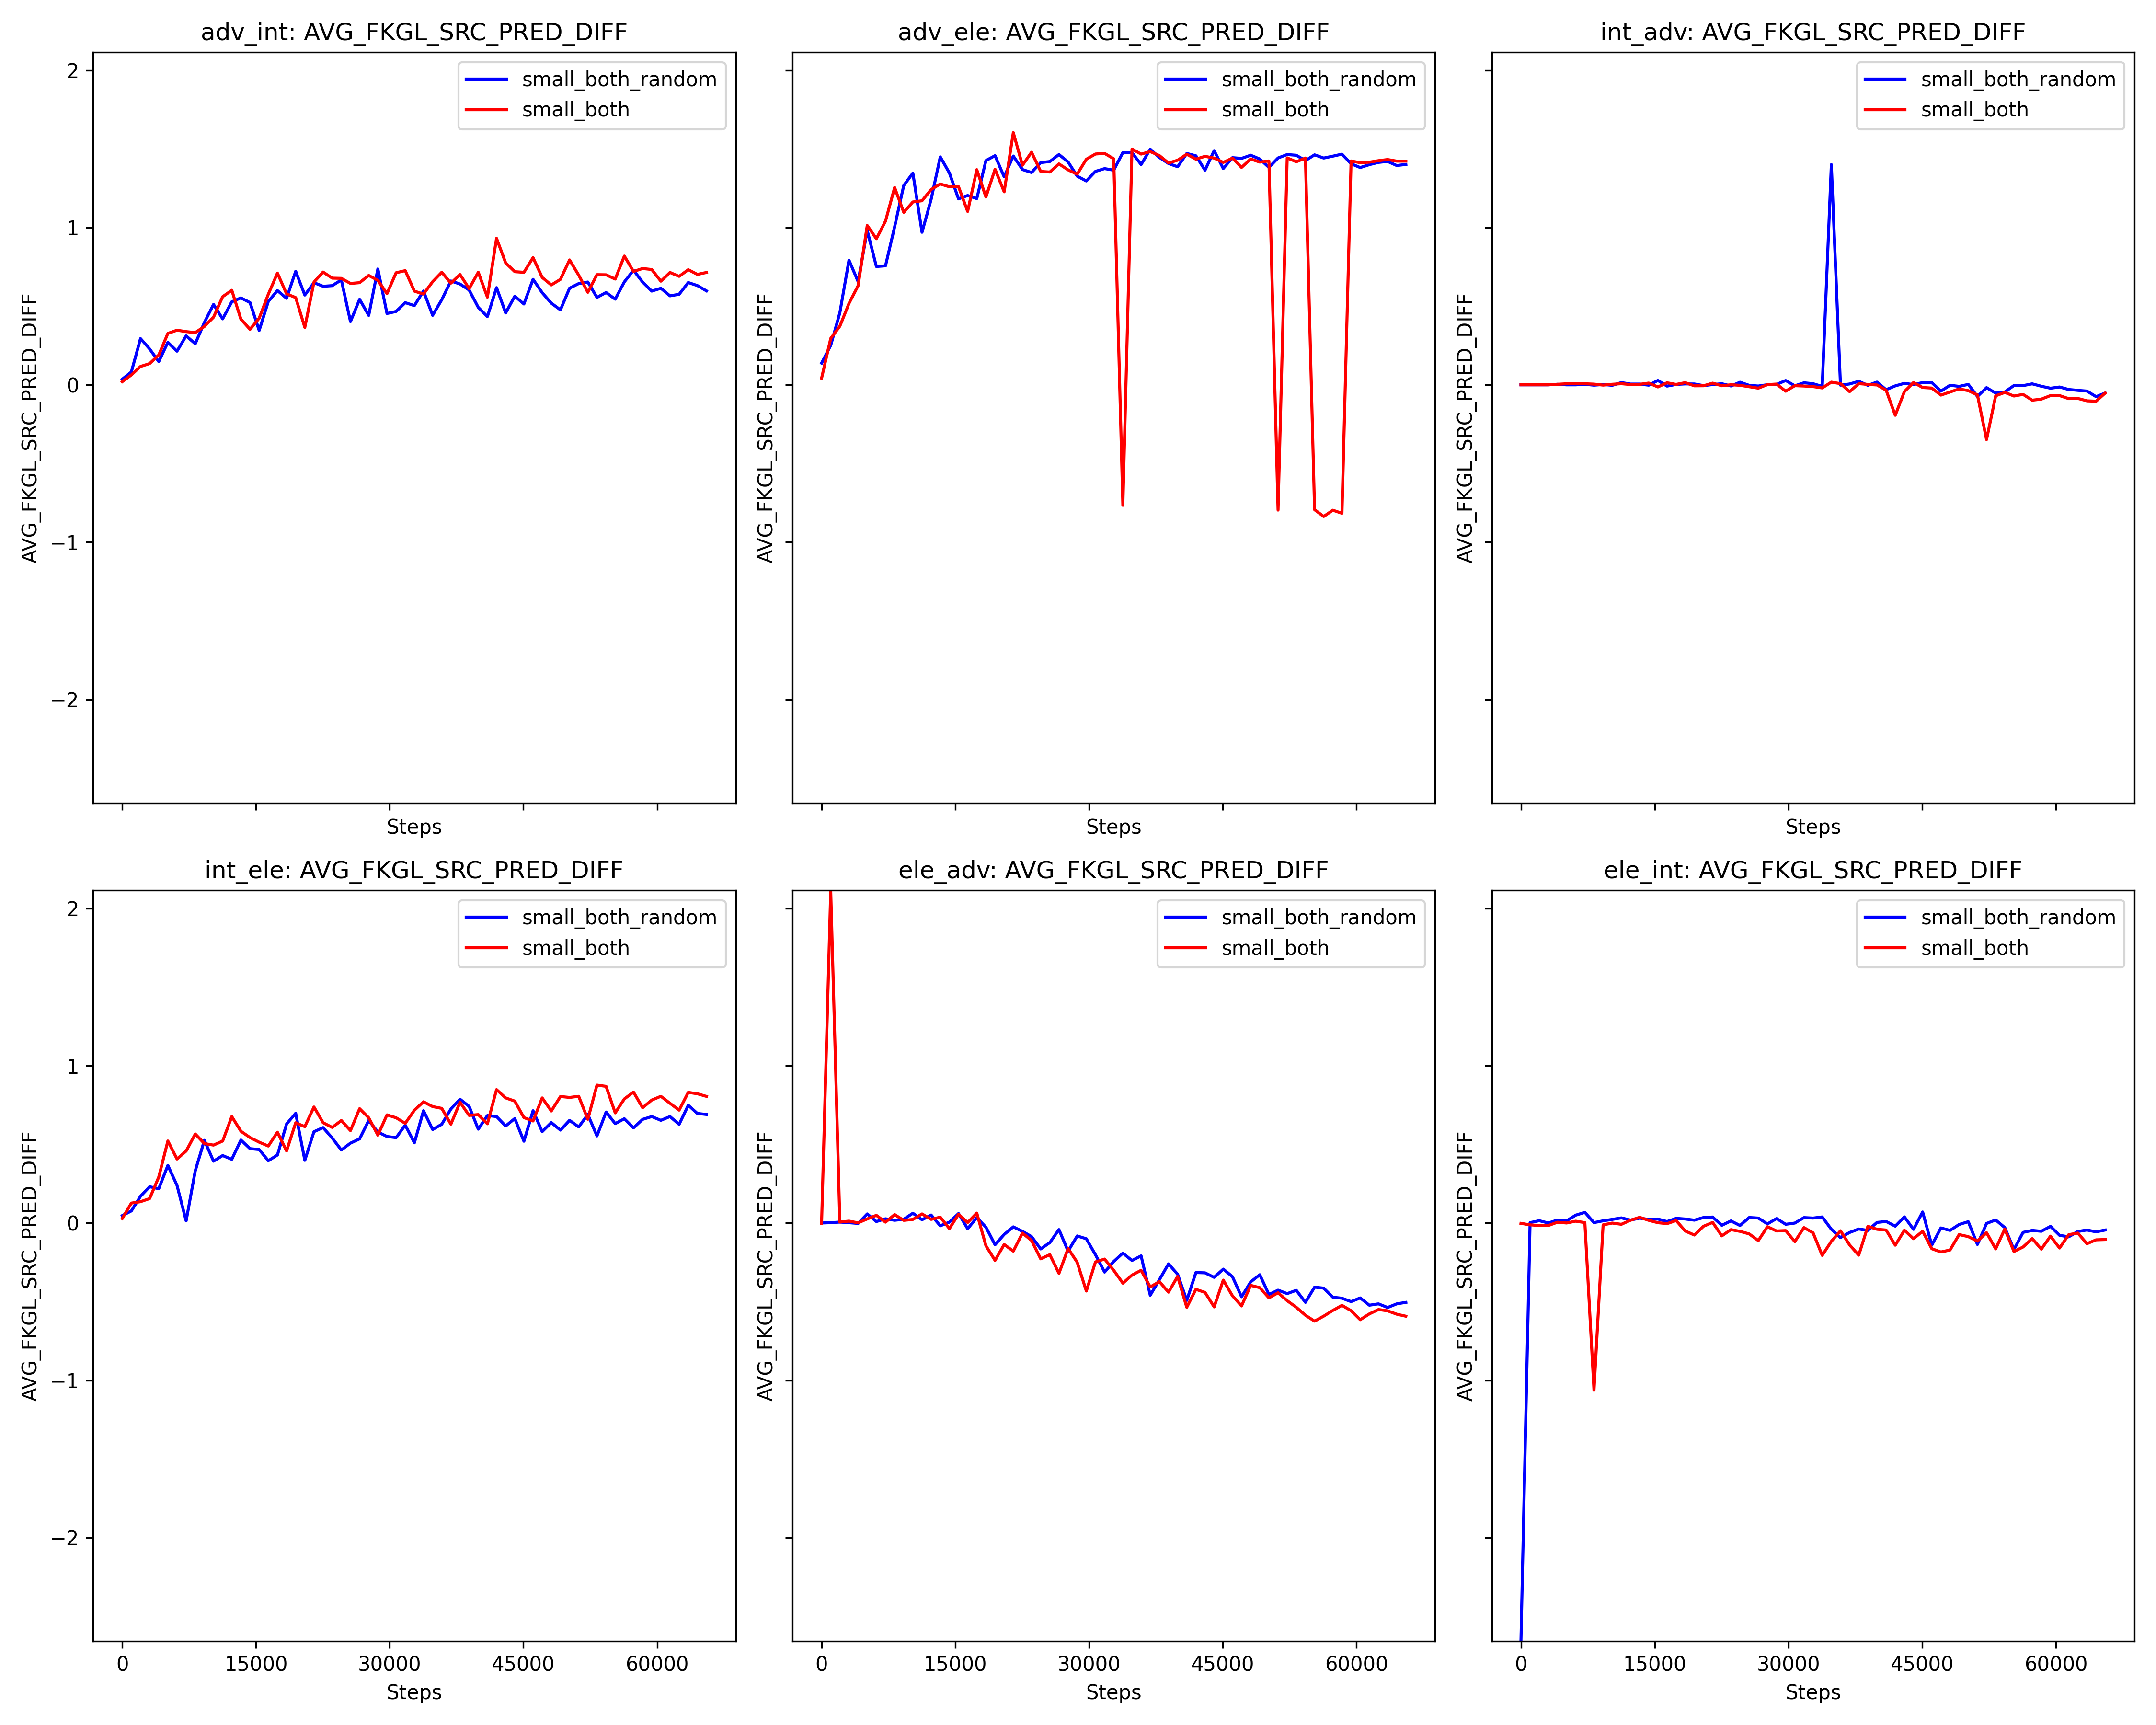 adv_int: AVG_FKGL_SRC_PRED_DIFF
small_both_random
small_both
2
1
0
−1
−2
AVG_FKGL_SRC_PRED_DIFF
Steps
adv_ele: AVG_FKGL_SRC_PRED_DIFF
small_both_random
small_both
AVG_FKGL_SRC_PRED_DIFF
Steps
int_adv: AVG_FKGL_SRC_PRED_DIFF
small_both_random
small_both
AVG_FKGL_SRC_PRED_DIFF
Steps
int_ele: AVG_FKGL_SRC_PRED_DIFF
small_both_random
small_both
2
1
0
−1
−2
AVG_FKGL_SRC_PRED_DIFF
0 15000 30000 45000 60000
Steps
ele_adv: AVG_FKGL_SRC_PRED_DIFF
small_both_random
small_both
AVG_FKGL_SRC_PRED_DIFF
0 15000 30000 45000 60000
Steps
ele_int: AVG_FKGL_SRC_PRED_DIFF
small_both_random
small_both
AVG_FKGL_SRC_PRED_DIFF
0 15000 30000 45000 60000
Steps